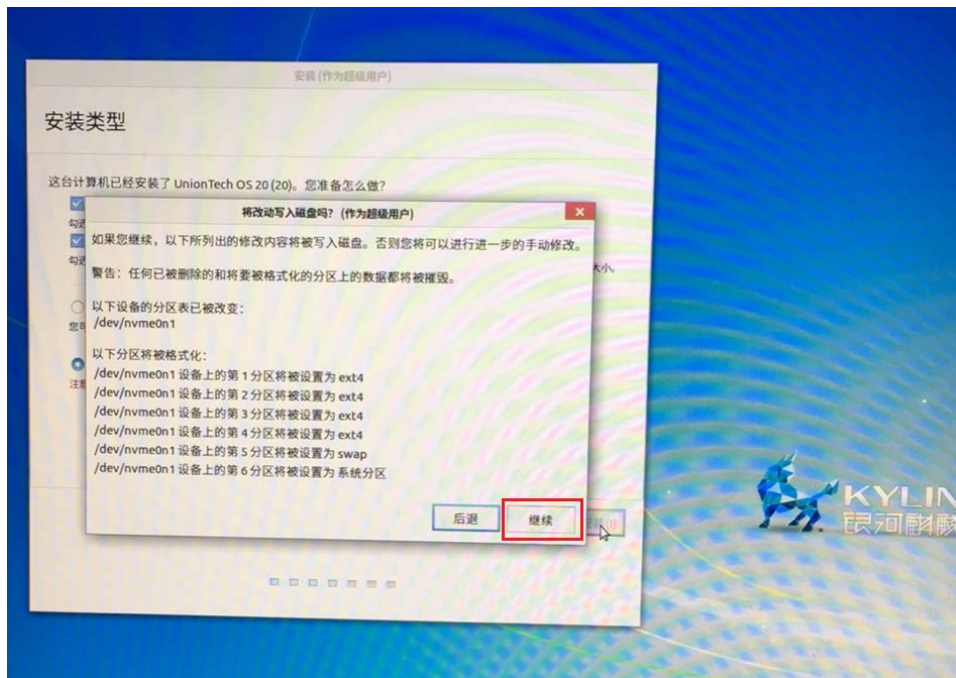 安装 (作为超级用户)
安装类型
这台计算机已经安装了 UnionTech OS 20 (20)。您准备怎么做?
将改动写入磁盘吗? (作为超级用户)
勾选
如果您继续，以下所列出的修改内容将被写入磁盘。否则您将可以进行进一步的手动修改。
勾选
大小。
警告：任何已被删除的和将要被格式化的分区上的数据都将被摧毁。
以下设备的分区表已被改变：
/dev/nvme0n1
您可
以下分区将被格式化：
/dev/nvme0n1 设备上的第 1 分区将被设置为 ext4
注意
/dev/nvme0n1 设备上的第 2 分区将被设置为 ext4
/dev/nvme0n1 设备上的第 3 分区将被设置为 ext4
/dev/nvme0n1 设备上的第 4 分区将被设置为 ext4
/dev/nvme0n1 设备上的第 5 分区将被设置为 swap
/dev/nvme0n1 设备上的第 6 分区将被设置为 系统分区
后退
继续
KYLIN
银河麒麟